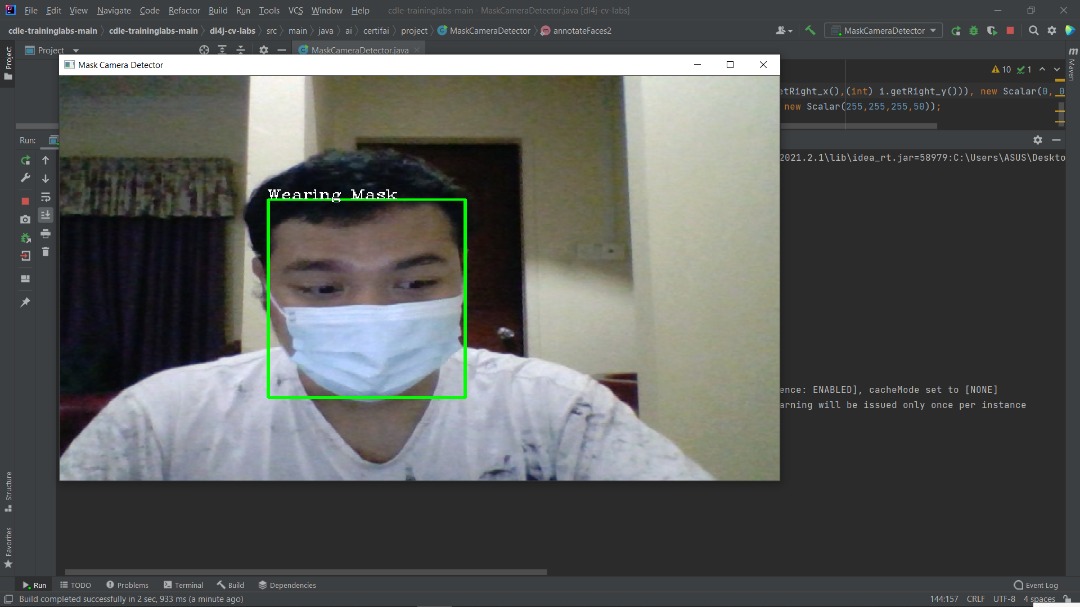 File Edit View Navigate Code Refactor Build Run Tools VCS Window Help cdle-traininglabs-main MaskCameraDetector.java [dl4j-cv-labs]
cdle-traininglabs-main cdle-traininglabs-main dl4j-cv-labs src main java ai certifai project MaskCameraDetector annotateFaces2 MaskCameraDetector
Project Project MaskCameraDetector.java
Mask Camera Detector
Maven
10 1
getRight_x(),(int) i.getRight_y())), new Scalar(0,
new Scalar(255,255,255,50));
Run:
2021.2.1\lib\idea_rt.jar=58979:C:\Users\ASUS\Deskto
Wearing Mask
ence: ENABLED], cacheMode set to [NONE]
arning will be issued only once per instance
Structure
Favorites
Run TODO Problems Terminal Build Dependencies Event Log
Build completed successfully in 2 sec, 933 ms (a minute ago) 144:157 CRLF UTF-8 4 spaces